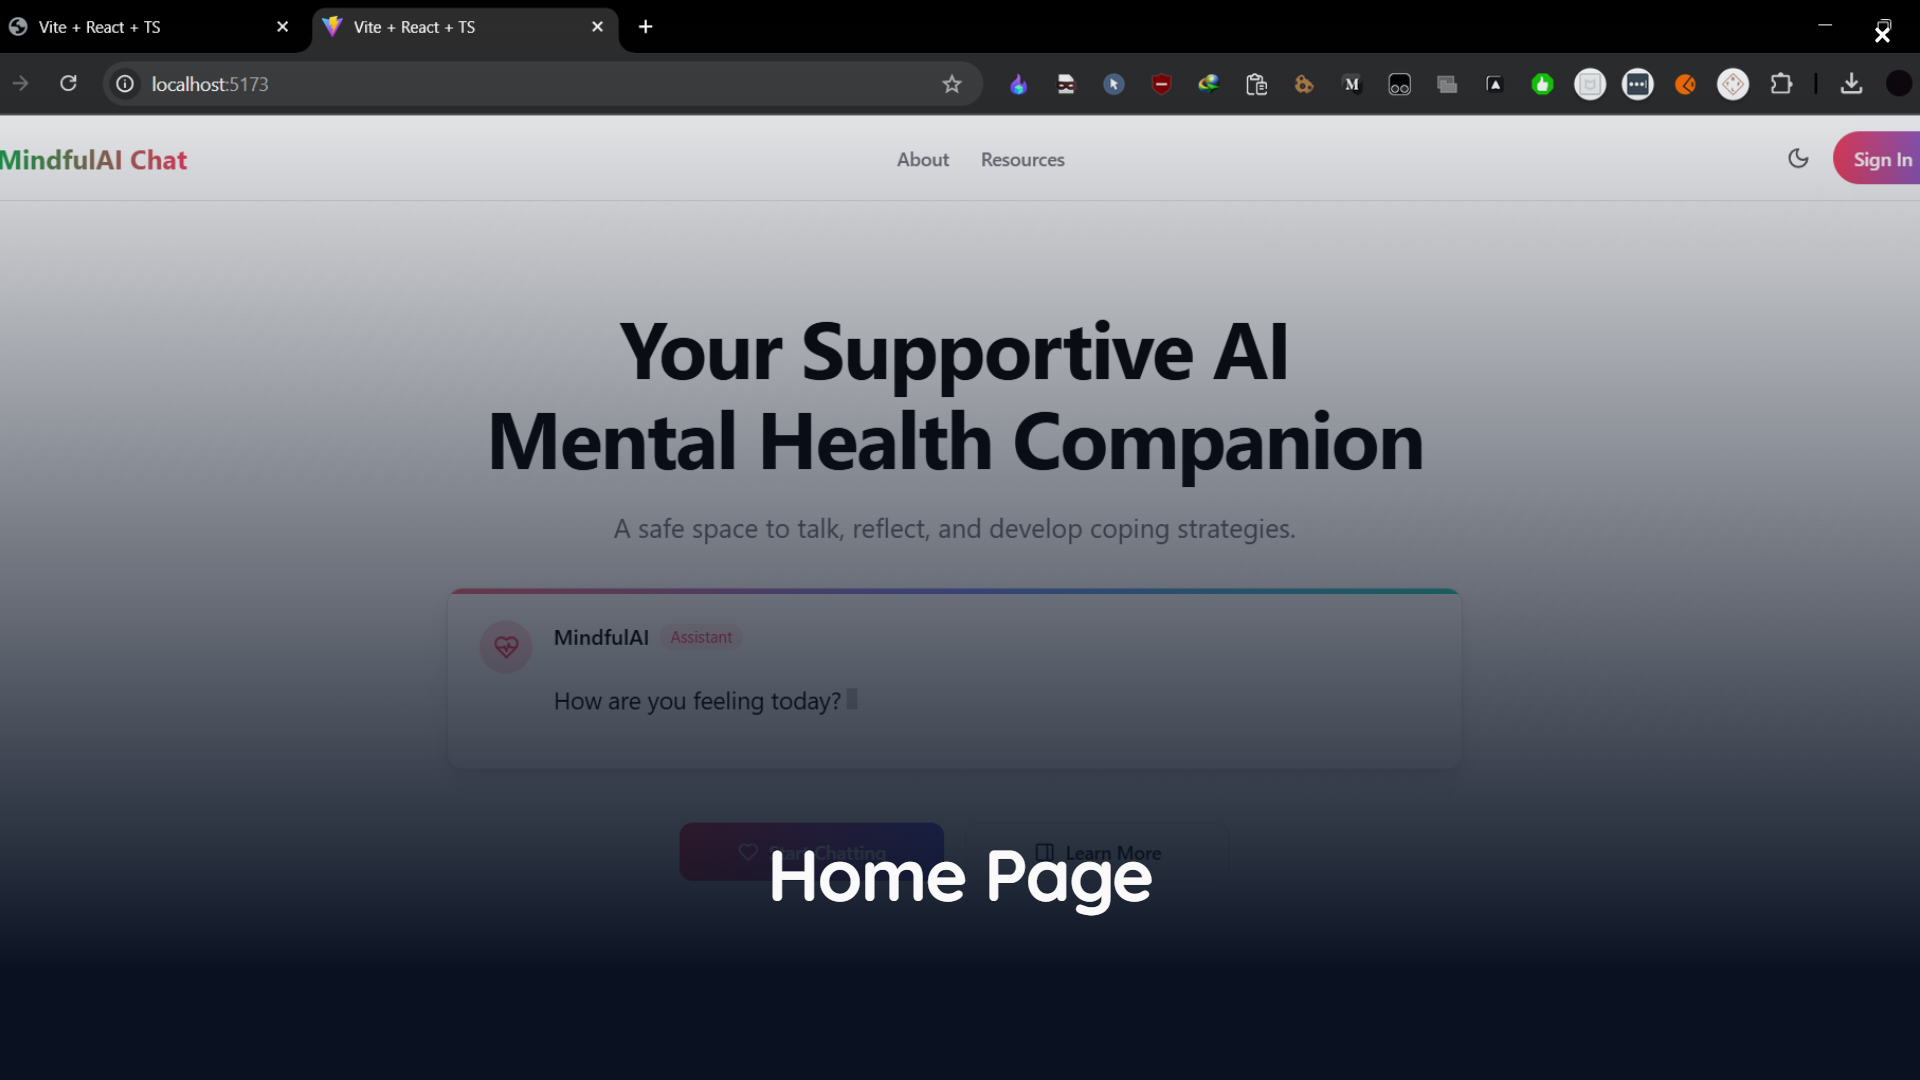 Vite + React + TS
Vite + React + TS
localhost:5173
MindfulAI Chat
About
Resources
Sign In
Your Supportive AI
Mental Health Companion
A safe space to talk, reflect, and develop coping strategies.
MindfulAI
Assistant
How are you feeling today?
Start Chatting
Learn More
Home Page